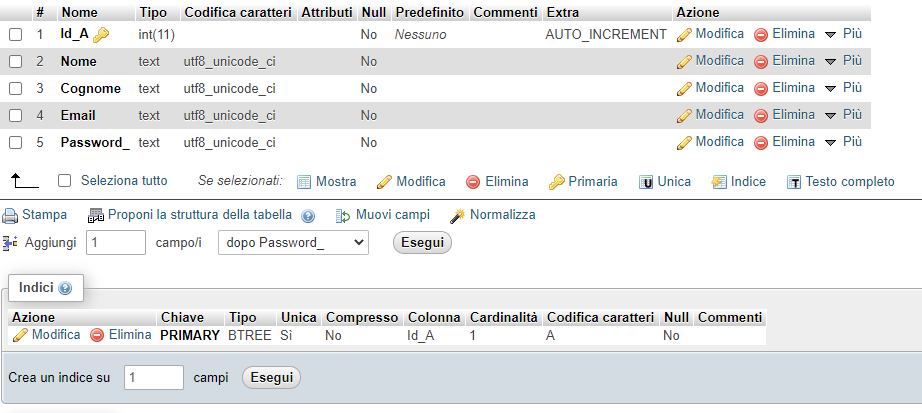 # Nome Tipo Codifica caratteri Attributi Null Predefinito Commenti Extra Azione
1 Id_A int(11) No Nessuno AUTO_INCREMENT Modifica Elimina Più
2 Nome text utf8_unicode_ci No Modifica Elimina Più
3 Cognome text utf8_unicode_ci No Modifica Elimina Più
4 Email text utf8_unicode_ci No Modifica Elimina Più
5 Password_ text utf8_unicode_ci No Modifica Elimina Più
Seleziona tutto Se selezionati: Mostra Modifica Elimina Primaria U Unica Indice T Testo completo
Stampa Proponi la struttura della tabella Muovi campi Normalizza
Aggiungi 1 campo/i dopo Password_ Esegui
Indici
Azione Chiave Tipo Unica Compresso Colonna Cardinalità Codifica caratteri Null Commenti
Modifica Elimina PRIMARY BTREE Sì No Id_A 1 A No
Crea un indice su 1 campi Esegui